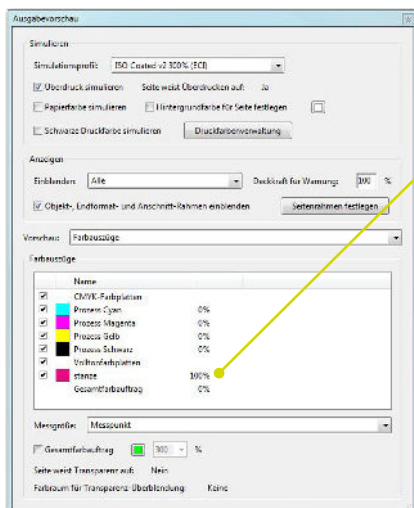 Ausgabevorschau
Simulieren
Simulationsprofil: ISO Coated v2 300% (ECI)
Überdruck simulieren Seite weist Überdrucken auf: Ja
Papierfarbe simulieren Hintergrundfarbe für Seite festlegen
Schwarze Druckfarbe simulieren Druckfarbenverwaltung
Anzeigen
Einblenden: Alle Deckkraft für Warnung: 100 %
Objekt-, Endformat- und Anschnitt-Rahmen einblenden Seitenrahmen festlegen
Vorschau: Farbauszüge
Farbauszüge
Name
CMYK-Farbplatten
Prozess Cyan 0%
Prozess Magenta 0%
Prozess Gelb 0%
Prozess Schwarz 0%
Volltonfarbplatten
stanze 100%
Gesamtfarbauftrag 0%
Messgröße: Messpunkt
Gesamtfarbauftrag 300 %
Seite weist Transparenz auf: Nein
Farbraum für Transparenz-Überblendung: Keine